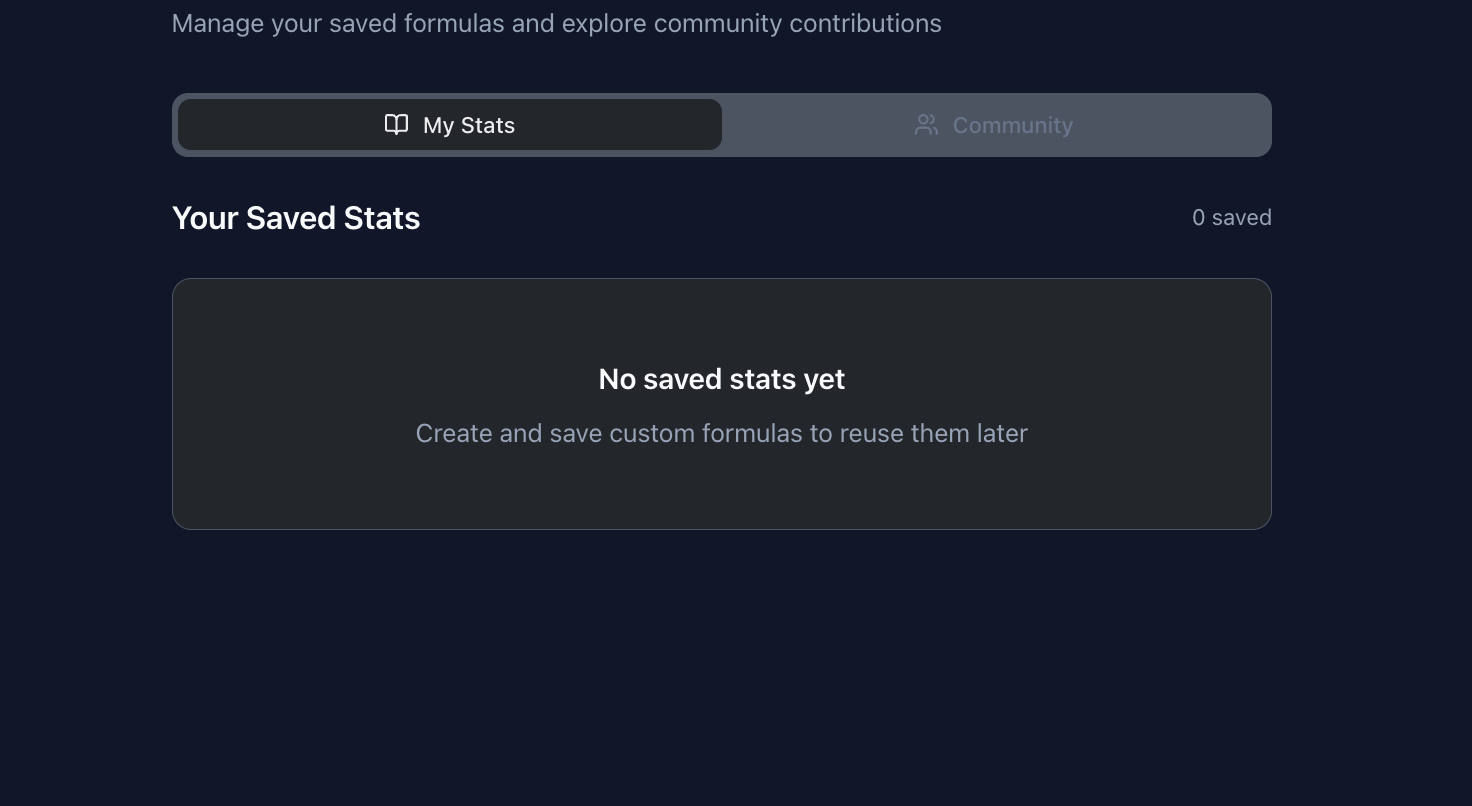 Manage your saved formulas and explore community contributions
My Stats
Community
Your Saved Stats
0 saved
No saved stats yet
Create and save custom formulas to reuse them later